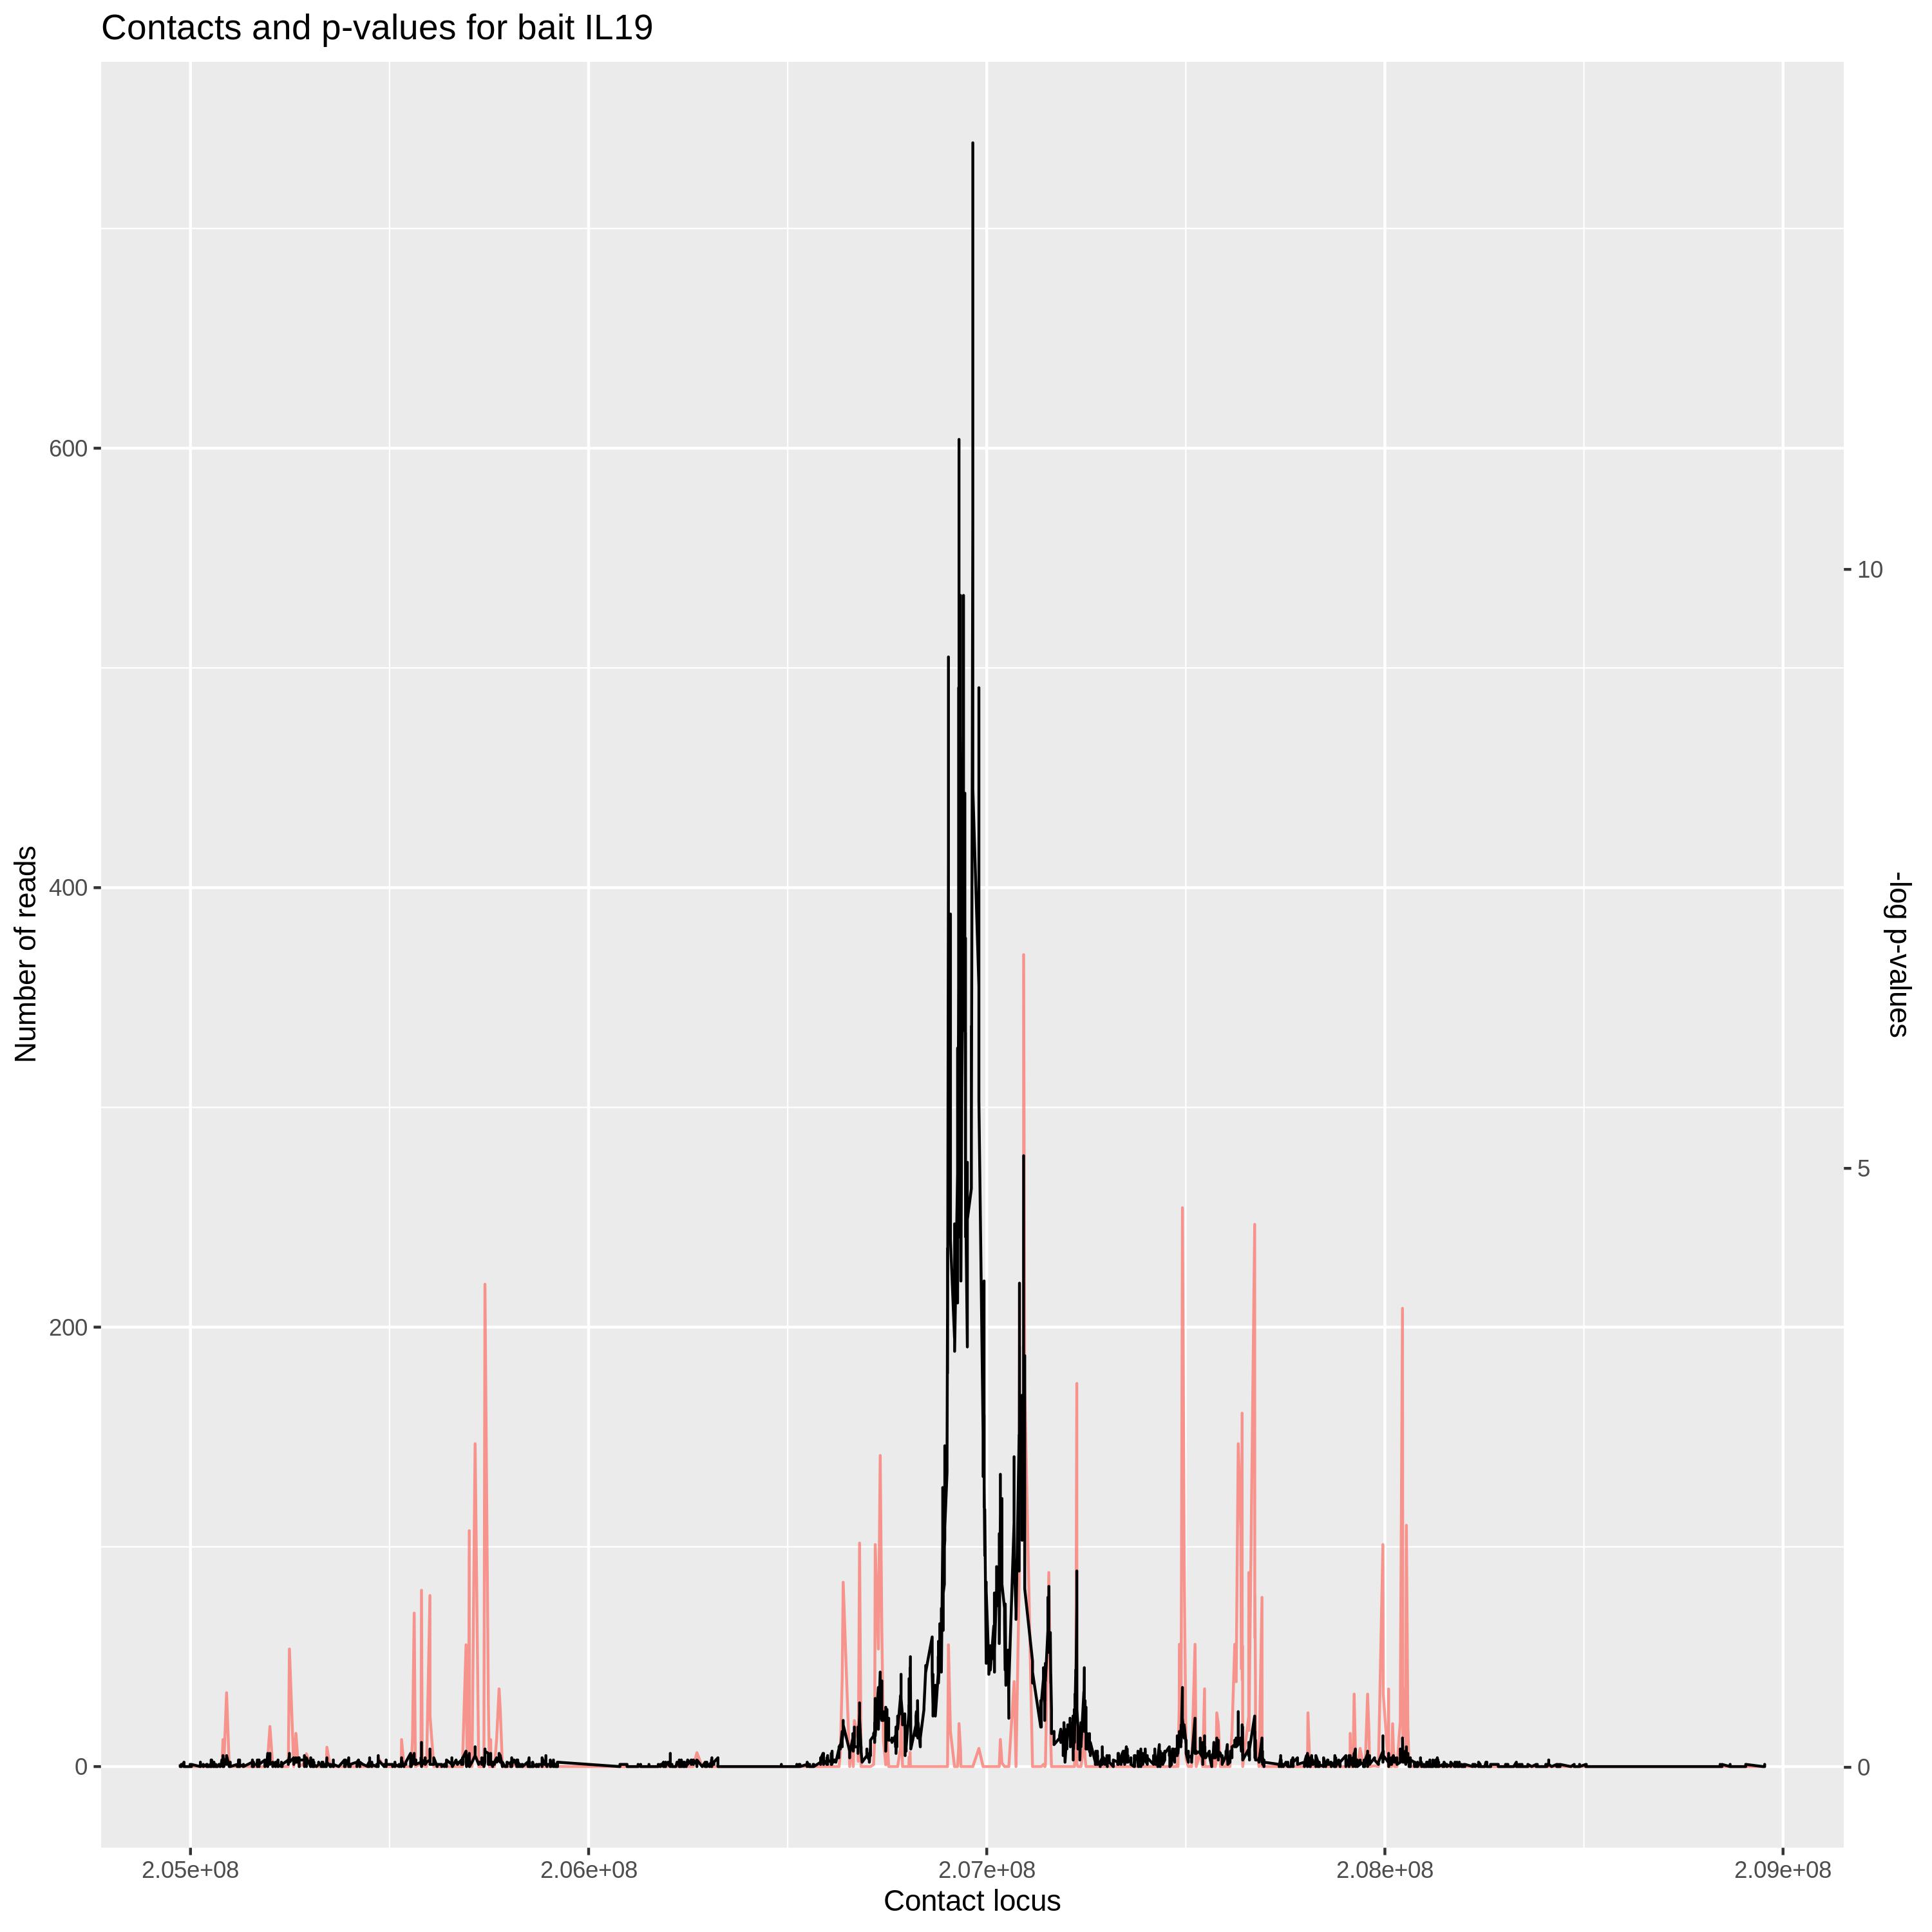 Contacts and p-values for bait IL19
600
400
200
0
Number of reads
10
5
0
-log p-values
2.05e+08
2.06e+08
2.07e+08
2.08e+08
2.09e+08
Contact locus